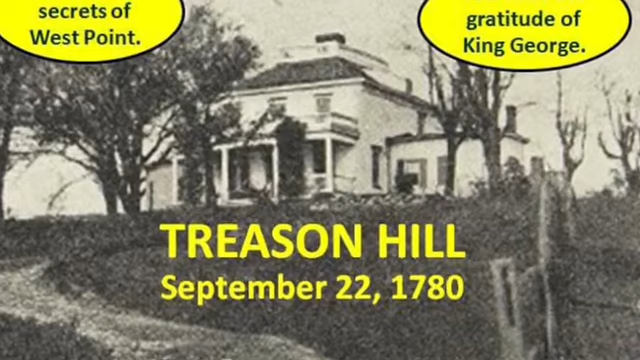 secrets of
West Point.
gratitude of
King George.
TREASON HILL
September 22, 1780